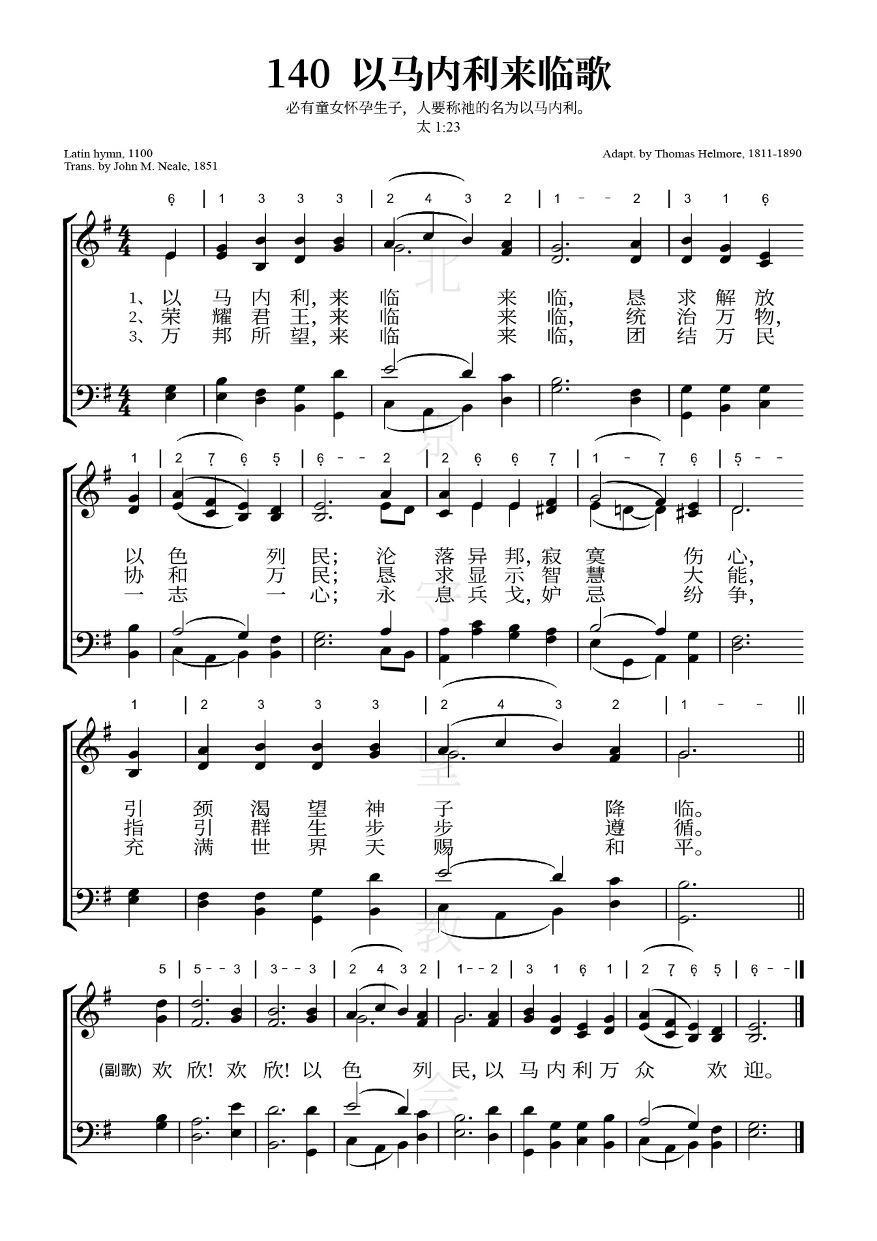 140 以马内利来临歌
必有童女怀孕生子，人要称祂的名为以马内利。
太 1:23
Latin hymn, 1100
Trans. by John M. Neale, 1851
Adapt. by Thomas Helmore, 1811-1890
6̣ | 1 3 3 3 | 2 4 3 2 | 1 - - 2 | 3 1 6̣
1、以 马 内 利，来 临 来 临， 恳 求 解 放
2、荣 耀 君 王，来 临 来 临， 统 治 万 物，
3、万 邦 所 望，来 临 来 临， 团 结 万 民
1 | 2 7̣ 6̣ 5̣ | 6̣ - - 2 | 2 6̣ 6̣ 7̣ | 1 - 7̣ 6̣ | 5̣ - -
以 色 列 民； 沦 落 异 邦，寂 寞 伤 心，
协 和 万 民； 恳 求 显 示 智 慧 大 能，
一 志 一 心； 永 息 兵 戈，妒 忌 纷 争，
1 | 2 3 3 3 | 2 4 3 2 | 1 - - ||
引 颈 渴 望 神 子 降 临。
指 引 群 生 步 步 遵 循。
充 满 世 界 天 赐 和 平。
5 | 5 - - 3 | 3 - - 3 | 2 4 3 2 | 1 - - 2 | 3 1 6̣ 1 | 2 7̣ 6̣ 5̣ | 6̣ - -
(副歌) 欢 欣！欢 欣！以 色 列 民，以 马 内 利 万 众 欢 迎。
北
京
守
望
教
会